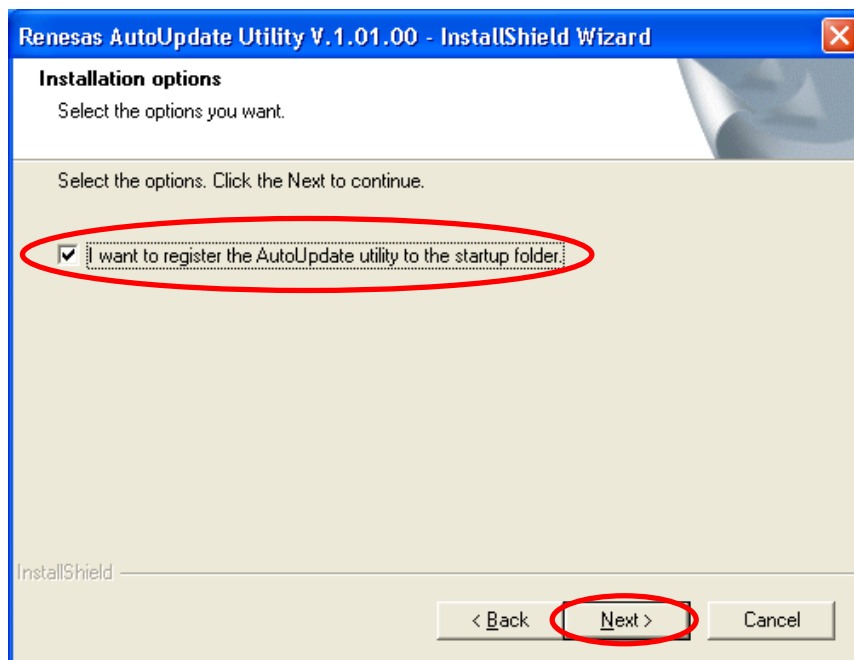 Renesas AutoUpdate Utility V.1.01.00 - InstallShield Wizard
Installation options
Select the options you want.
Select the options. Click the Next to continue.
I want to register the AutoUpdate utility to the startup folder.
InstallShield
< Back
Next >
Cancel